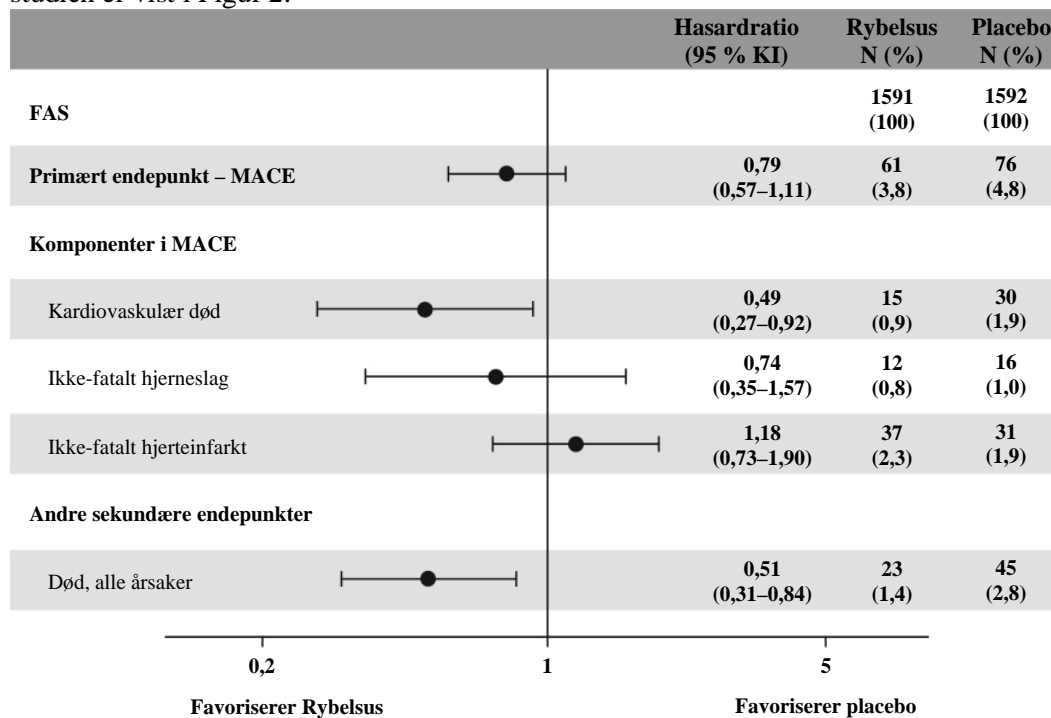 studien er vist i Figur 2.
Hasardratio Rybelsus Placebo
(95 % KI) N (%) N (%)
FAS 1591 1592
(100) (100)
Primært endepunkt – MACE 0,79 61 76
(0,57–1,11) (3,8) (4,8)
Komponenter i MACE
Kardiovaskulær død 0,49 15 30
(0,27–0,92) (0,9) (1,9)
Ikke-fatalt hjerneslag 0,74 12 16
(0,35–1,57) (0,8) (1,0)
Ikke-fatalt hjerteinfarkt 1,18 37 31
(0,73–1,90) (2,3) (1,9)
Andre sekundære endepunkter
Død, alle årsaker 0,51 23 45
(0,31–0,84) (1,4) (2,8)
0,2 1 5
Favoriserer Rybelsus Favoriserer placebo